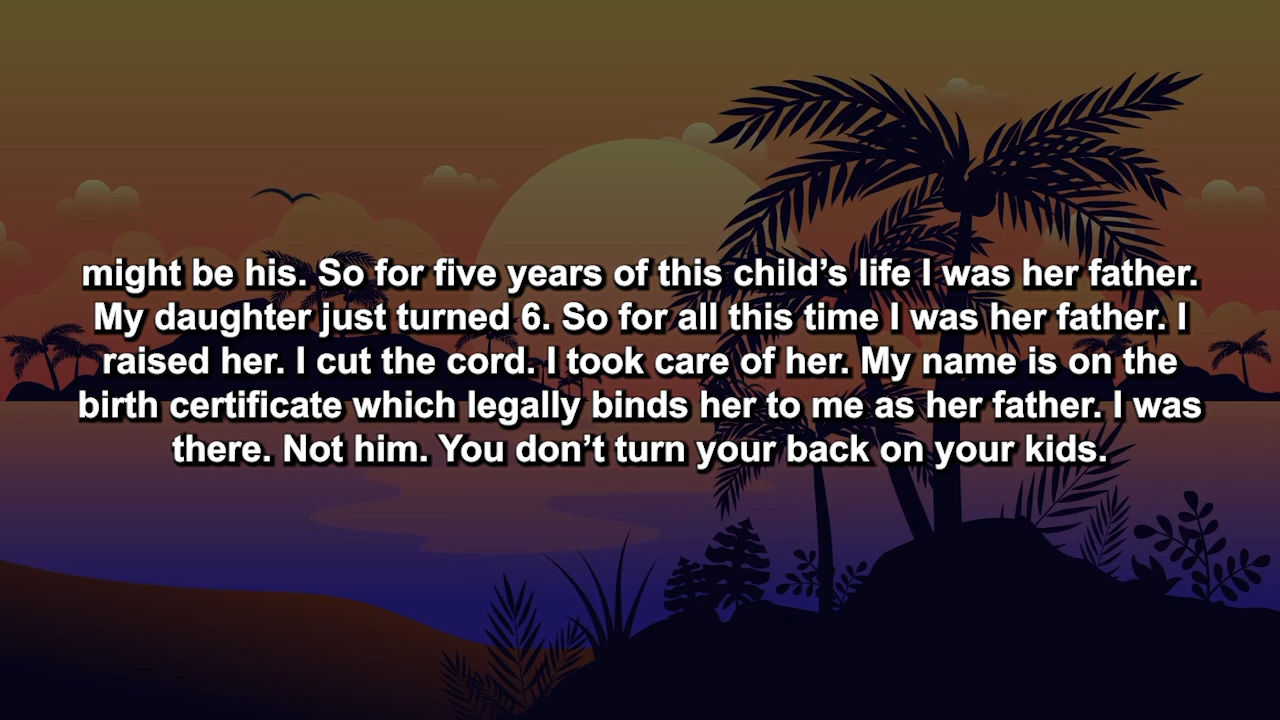 might be his. So for five years of this child’s life I was her father.
My daughter just turned 6. So for all this time I was her father. I
raised her. I cut the cord. I took care of her. My name is on the
birth certificate which legally binds her to me as her father. I was
there. Not him. You don’t turn your back on your kids.